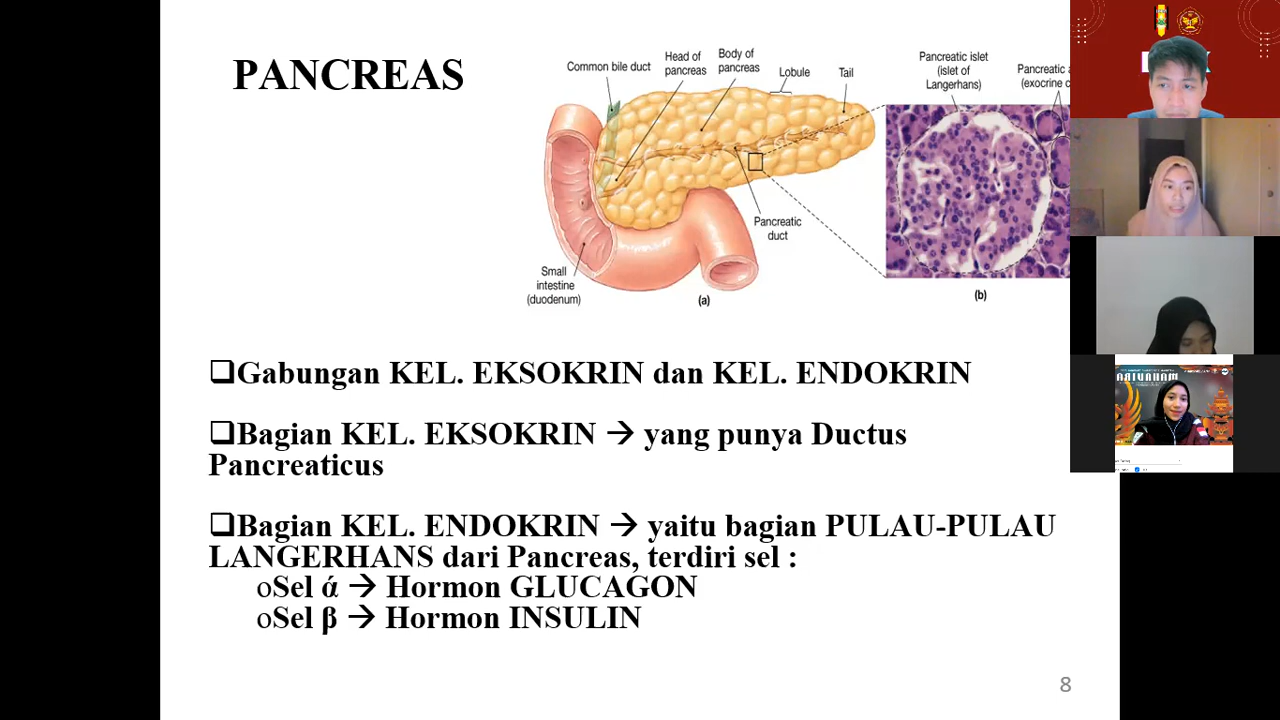 PANCREAS
Common bile duct
Head of
pancreas
Body of
pancreas
Lobule
Tail
Pancreatic islet
(islet of
Langerhans)
Pancreatic
(exocrine
Pancreatic
duct
Small
intestine
(duodenum)
(a)
(b)
❑Gabungan KEL. EKSOKRIN dan KEL. ENDOKRIN
❑Bagian KEL. EKSOKRIN → yang punya Ductus
Pancreaticus
❑Bagian KEL. ENDOKRIN → yaitu bagian PULAU-PULAU
LANGERHANS dari Pancreas, terdiri sel :
oSel ά → Hormon GLUCAGON
oSel β → Hormon INSULIN
8